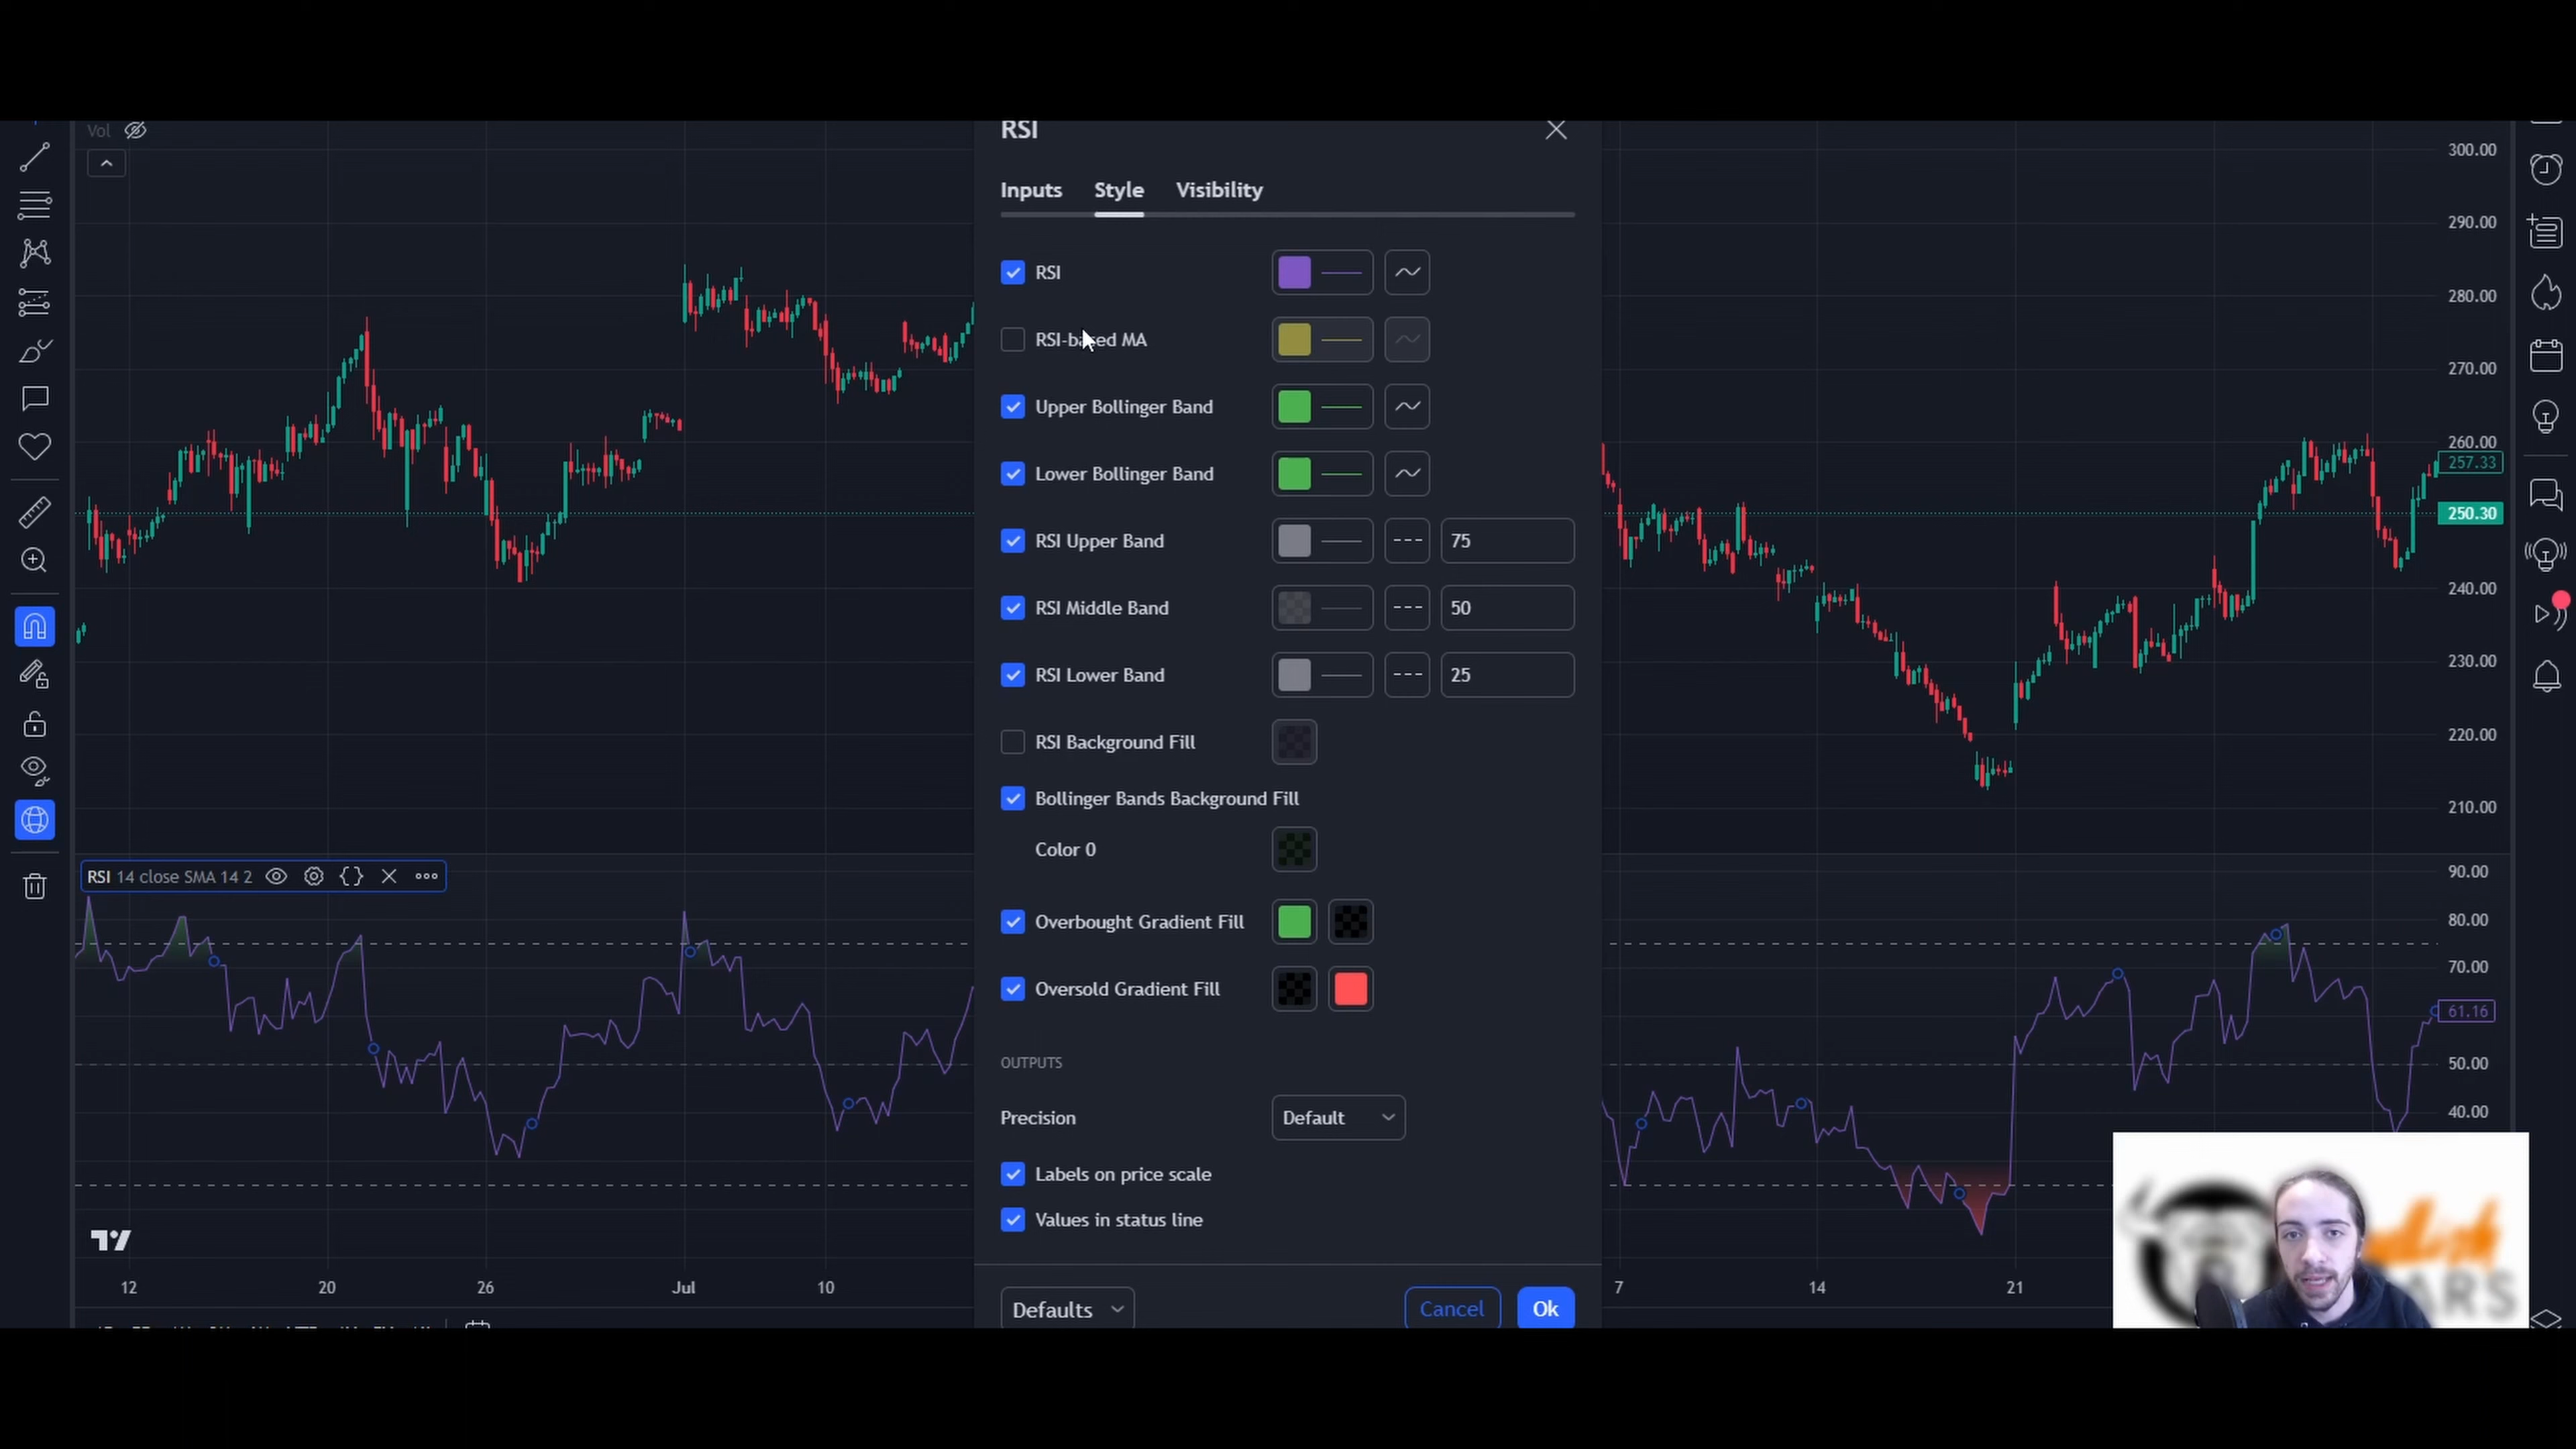 Vol
RSI
Inputs Style Visibility
RSI
RSI-based MA
Upper Bollinger Band
Lower Bollinger Band
RSI Upper Band 75
RSI Middle Band 50
RSI Lower Band 25
RSI Background Fill
Bollinger Bands Background Fill
Color 0
Overbought Gradient Fill
Oversold Gradient Fill
OUTPUTS
Precision Default
Labels on price scale
Values in status line
Defaults Cancel Ok
300.00
290.00
280.00
270.00
260.00
257.33
250.30
240.00
230.00
220.00
210.00
RSI 14 close SMA 14 2
90.00
80.00
70.00
61.16
50.00
40.00
12 20 26 Jul 10 7 14 21